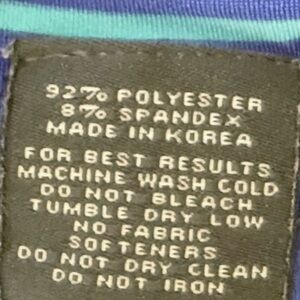 92% POLYESTER
8% SPANDEX
MADE IN KOREA
FOR BEST RESULTS
MACHINE WASH COLD
DO NOT BLEACH
TUMBLE DRY LOW
NO FABRIC
SOFTENERS
DO NOT DRY CLEAN
DO NOT IRON